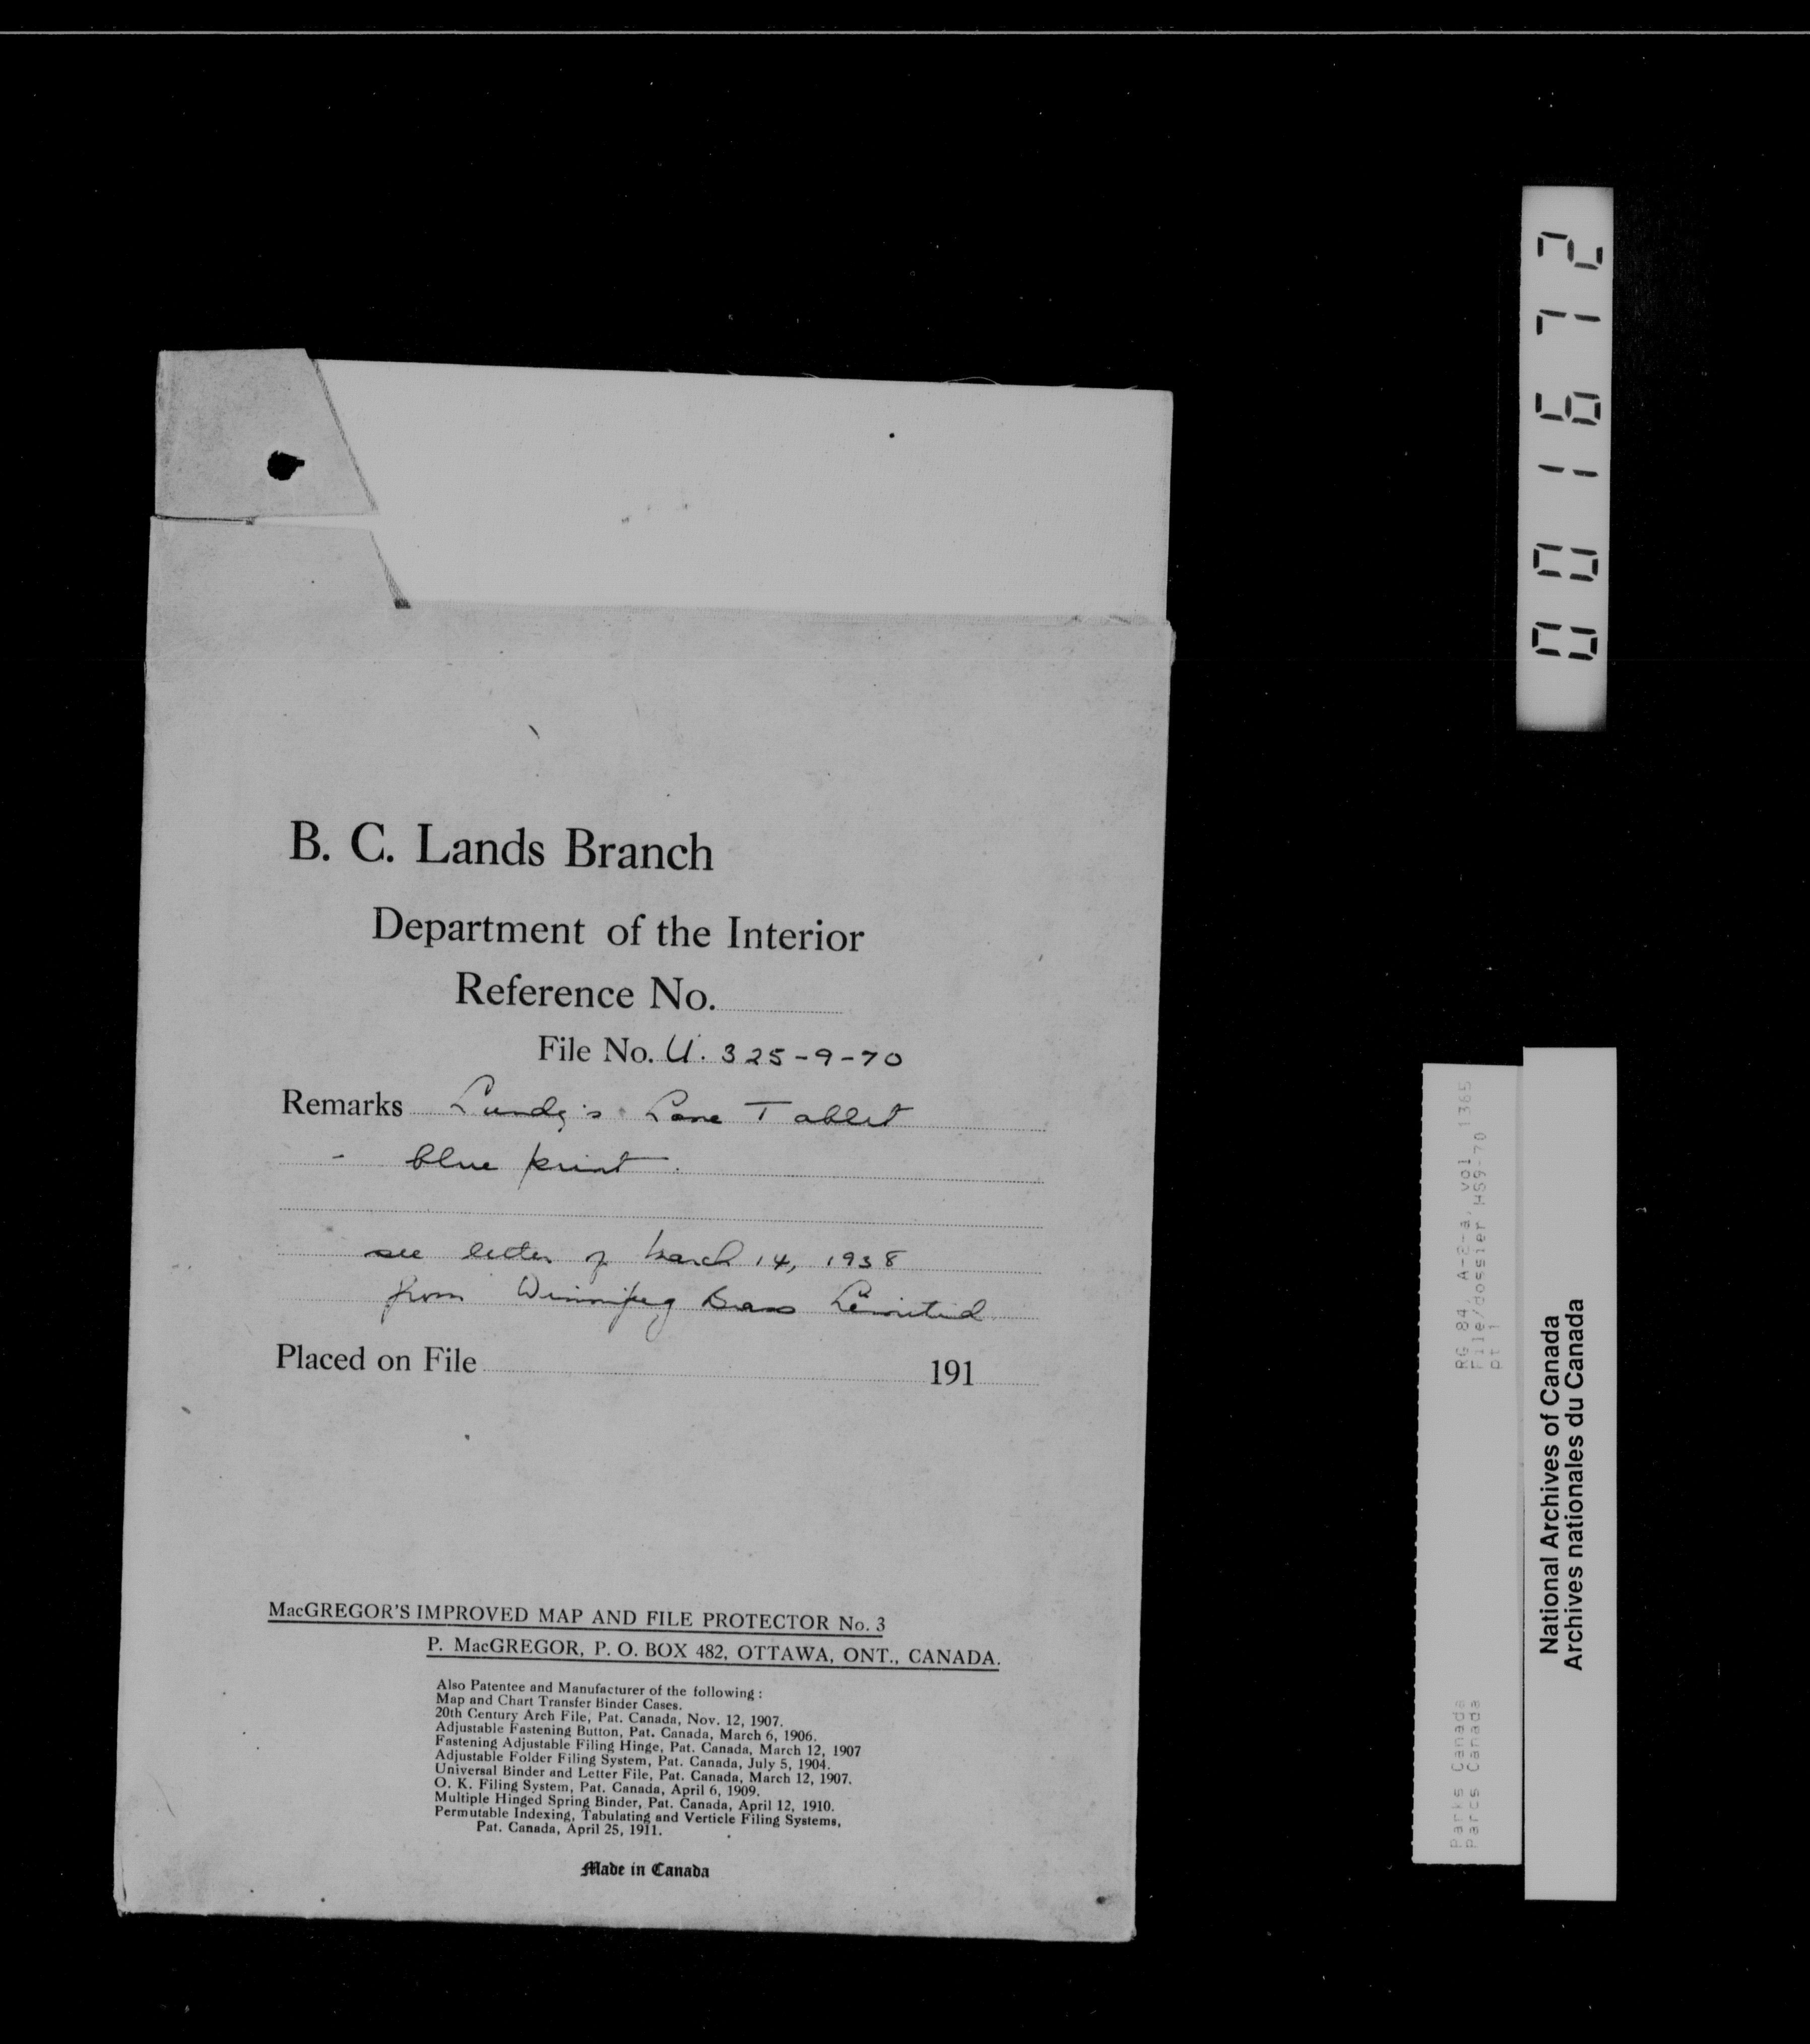 B. C. Lands Branch
Department of the Interior
Reference No.
File No. U. 325-9-70
Remarks Lundy's Lane Tablet
- blue print.
see letter of March 14, 1938
from Winnipeg Brass Limited
Placed on File 191
MacGREGOR'S IMPROVED MAP AND FILE PROTECTOR No. 3
P. MacGREGOR, P. O. BOX 482, OTTAWA, ONT., CANADA.
Also Patentee and Manufacturer of the following :
Map and Chart Transfer Binder Cases.
20th Century Arch File, Pat. Canada, Nov. 12, 1907.
Adjustable Fastening Button, Pat. Canada, March 6, 1906.
Fastening Adjustable Filing Hinge, Pat. Canada, March 12, 1907
Adjustable Folder Filing System, Pat. Canada, July 5, 1904.
Universal Binder and Letter File, Pat. Canada, March 12, 1907.
O. K. Filing System, Pat. Canada, April 6, 1909.
Multiple Hinged Spring Binder, Pat. Canada, April 12, 1910.
Permutable Indexing, Tabulating and Verticle Filing Systems,
Pat. Canada, April 25, 1911.
Made in Canada
001672
RG 84, A-2-a, vol 1365
File/dossier HS9-70
pt 1
Parks Canada
Parcs Canada
National Archives of Canada
Archives nationales du Canada